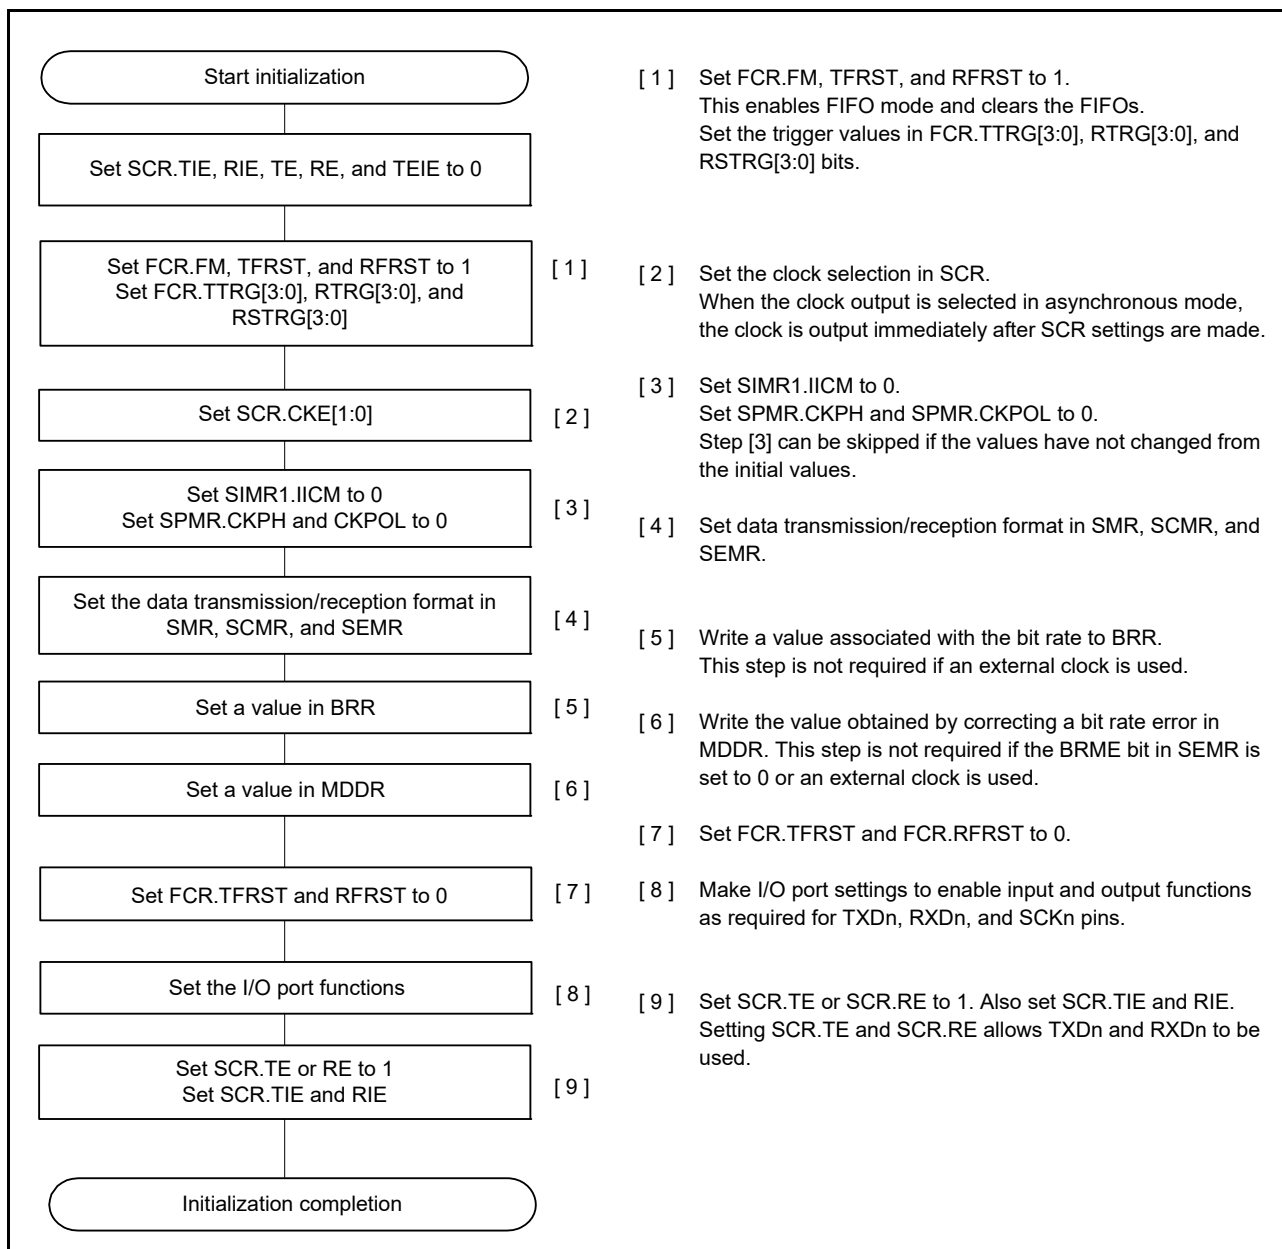 Start initialization
Set SCR.TIE, RIE, TE, RE, and TEIE to 0
Set FCR.FM, TFRST, and RFRST to 1
Set FCR.TTRG[3:0], RTRG[3:0], and
RSTRG[3:0]
[ 1 ]
Set SCR.CKE[1:0]
[ 2 ]
Set SIMR1.IICM to 0
Set SPMR.CKPH and CKPOL to 0
[ 3 ]
Set the data transmission/reception format in
SMR, SCMR, and SEMR
[ 4 ]
Set a value in BRR
[ 5 ]
Set a value in MDDR
[ 6 ]
Set FCR.TFRST and RFRST to 0
[ 7 ]
Set the I/O port functions
[ 8 ]
Set SCR.TE or RE to 1
Set SCR.TIE and RIE
[ 9 ]
Initialization completion
[ 1 ] Set FCR.FM, TFRST, and RFRST to 1.
This enables FIFO mode and clears the FIFOs.
Set the trigger values in FCR.TTRG[3:0], RTRG[3:0], and
RSTRG[3:0] bits.
[ 2 ] Set the clock selection in SCR.
When the clock output is selected in asynchronous mode,
the clock is output immediately after SCR settings are made.
[ 3 ] Set SIMR1.IICM to 0.
Set SPMR.CKPH and SPMR.CKPOL to 0.
Step [3] can be skipped if the values have not changed from
the initial values.
[ 4 ] Set data transmission/reception format in SMR, SCMR, and
SEMR.
[ 5 ] Write a value associated with the bit rate to BRR.
This step is not required if an external clock is used.
[ 6 ] Write the value obtained by correcting a bit rate error in
MDDR. This step is not required if the BRME bit in SEMR is
set to 0 or an external clock is used.
[ 7 ] Set FCR.TFRST and FCR.RFRST to 0.
[ 8 ] Make I/O port settings to enable input and output functions
as required for TXDn, RXDn, and SCKn pins.
[ 9 ] Set SCR.TE or SCR.RE to 1. Also set SCR.TIE and RIE.
Setting SCR.TE and SCR.RE allows TXDn and RXDn to be
used.